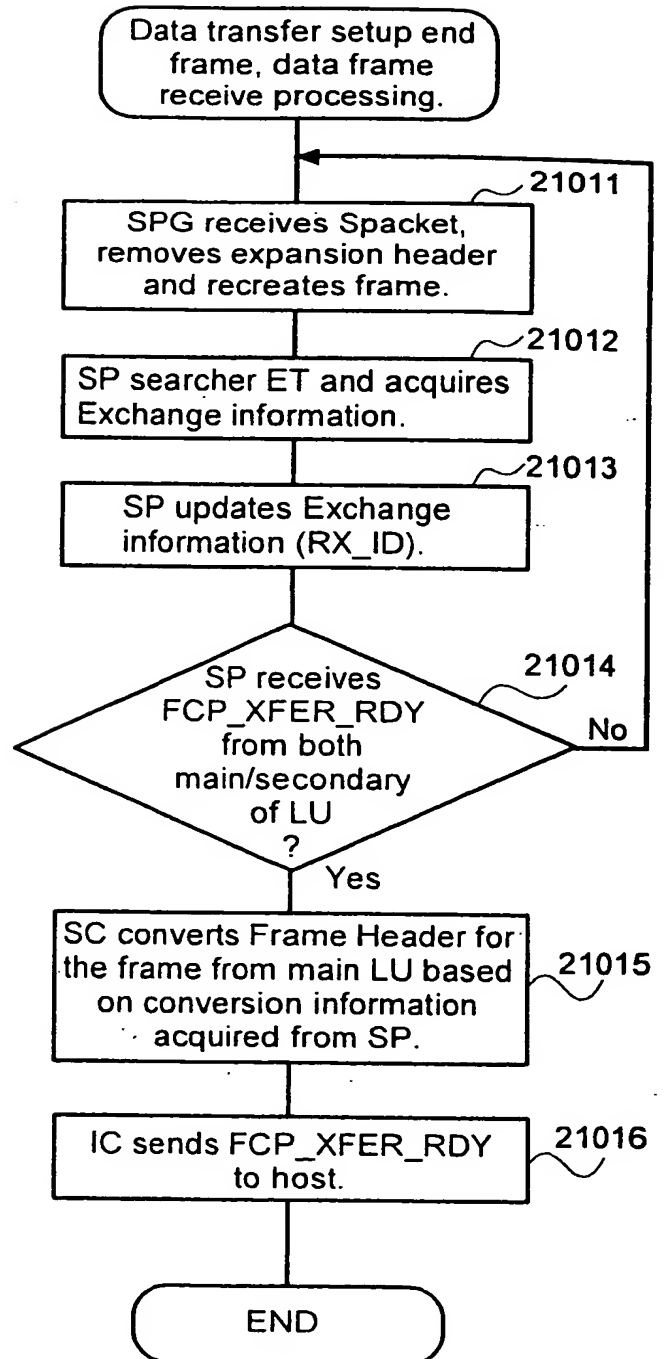 Data transfer setup end
frame, data frame
receive processing.
21011
SPG receives Spacket,
removes expansion header
and recreates frame.
21012
SP searcher ET and acquires
Exchange information.
21013
SP updates Exchange
information (RX_ID).
21014
SP receives
FCP_XFER_RDY
from both
main/secondary
of LU
?
No
Yes
SC converts Frame Header for
the frame from main LU based
on conversion information
acquired from SP.
21015
IC sends FCP_XFER_RDY
to host.
21016
END